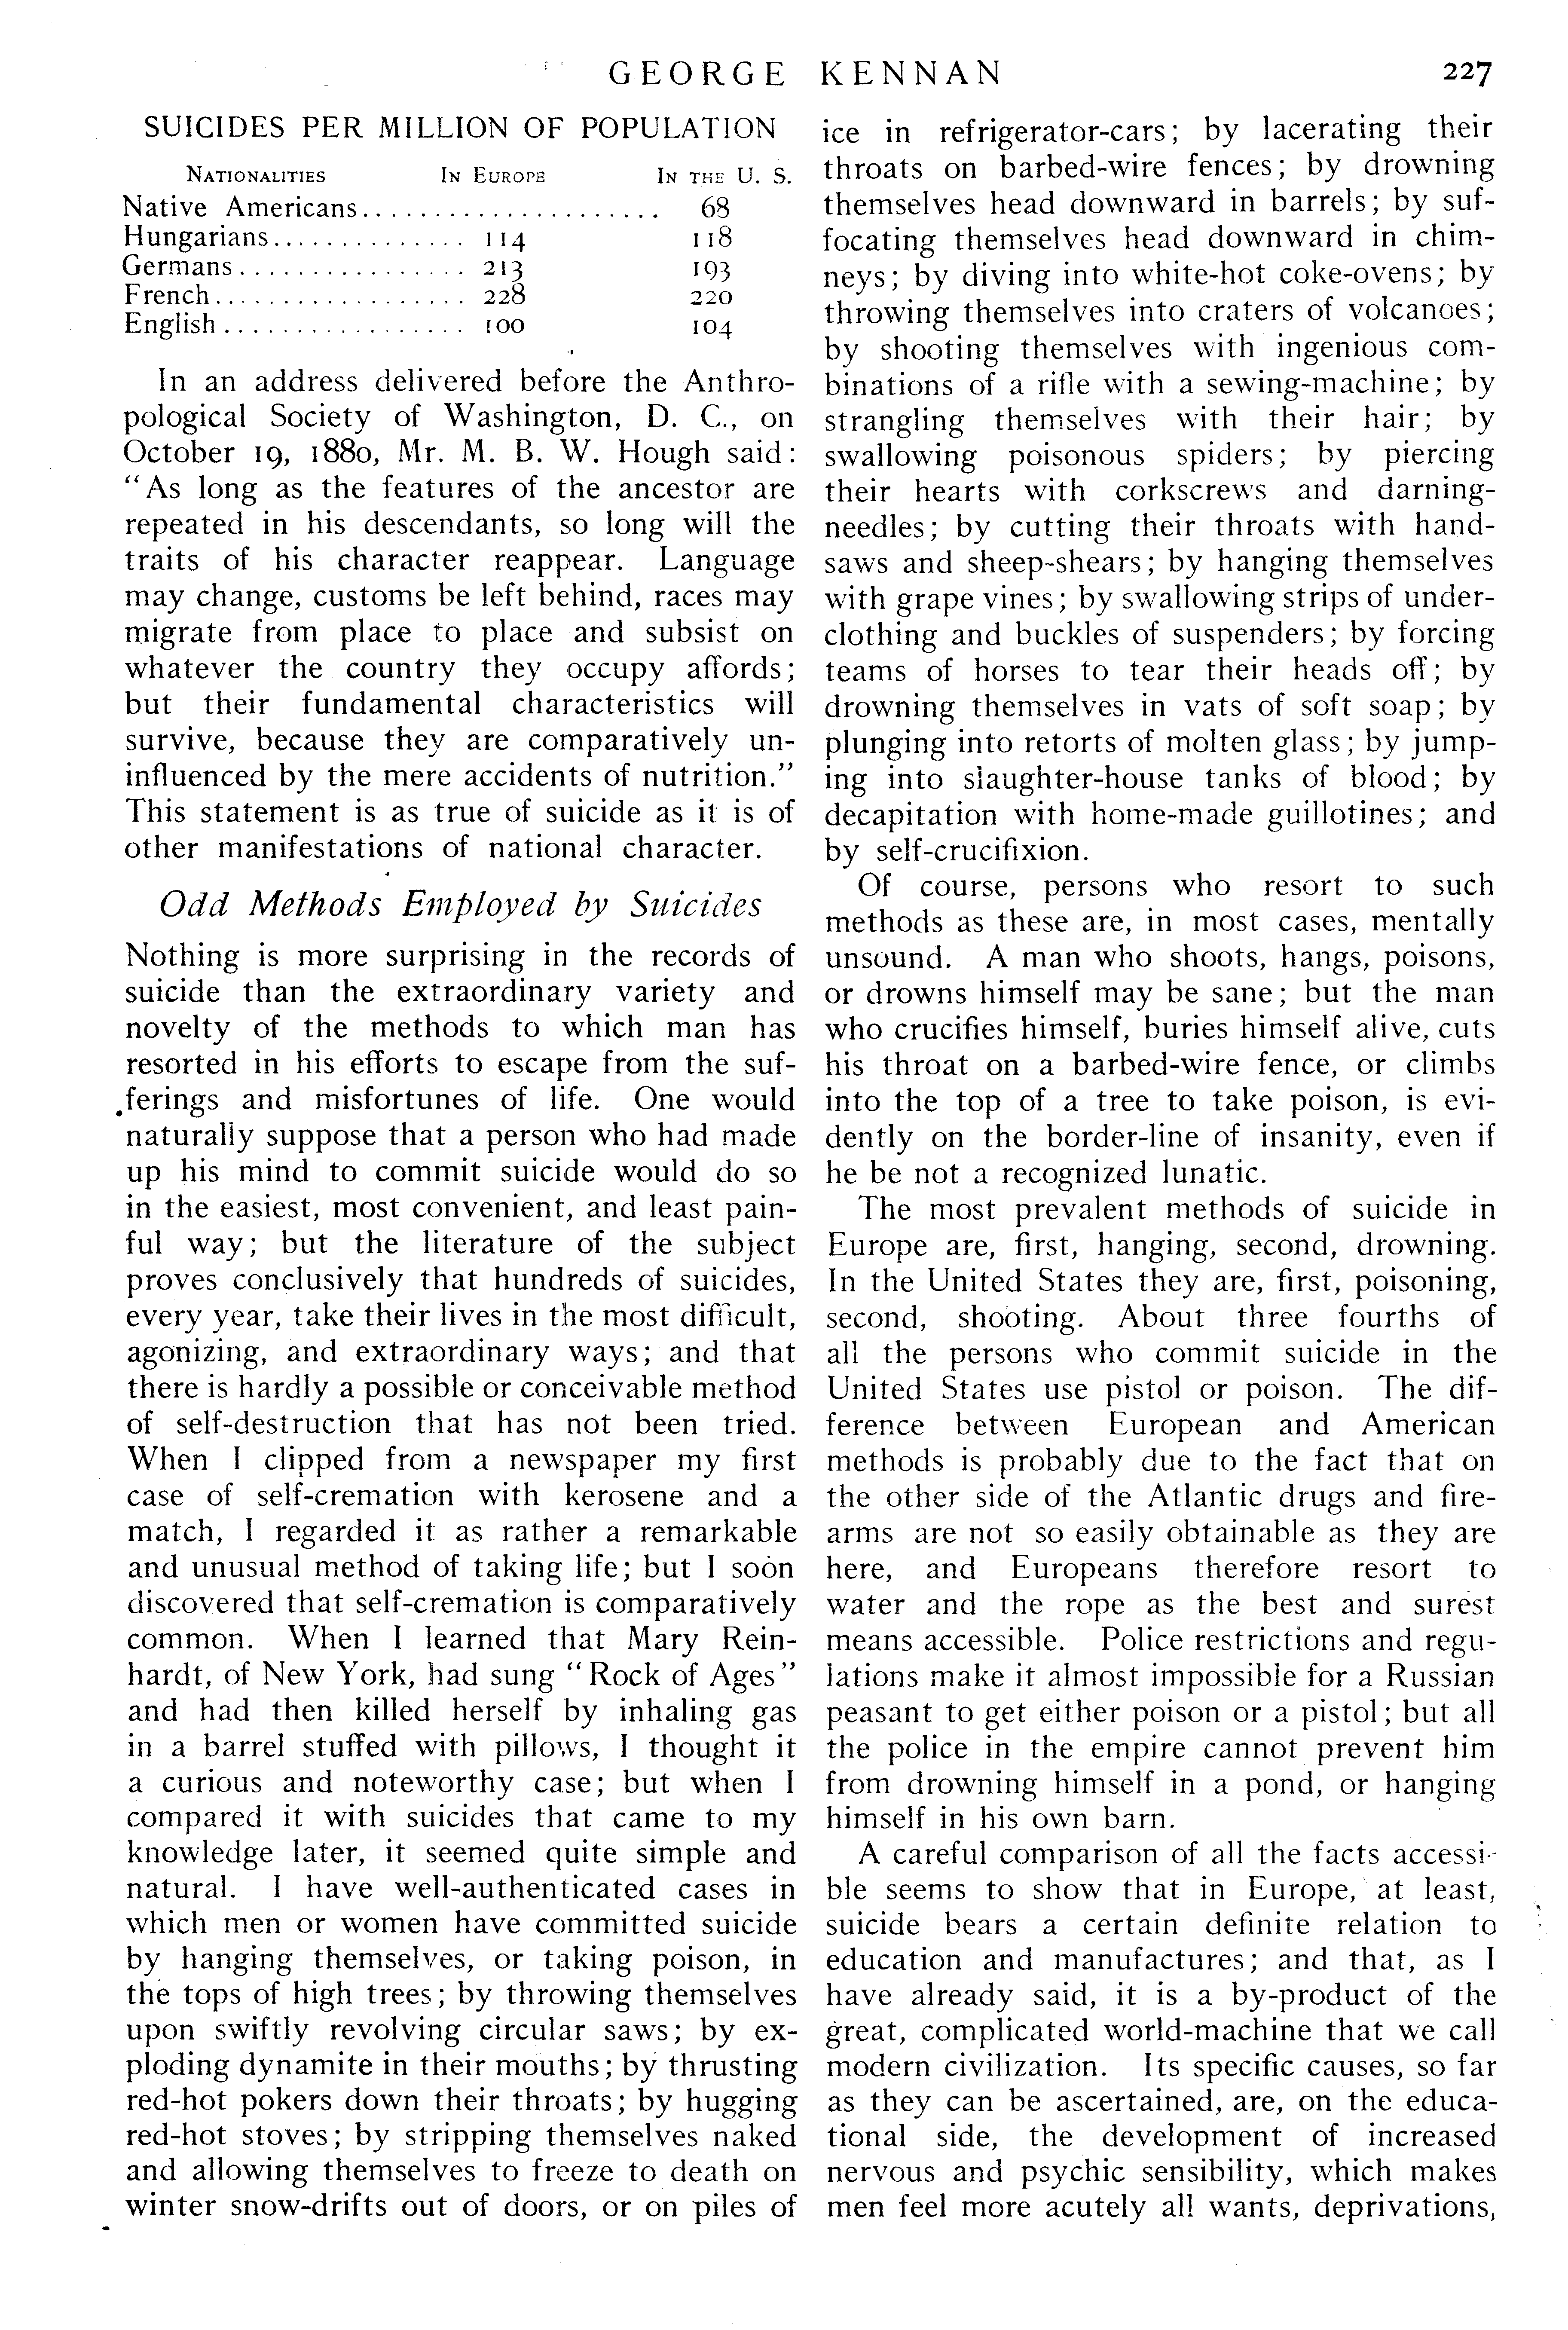 GEORGE KENNAN 227
SUICIDES PER MILLION OF POPULATION
NATIONALITIES IN EUROPE IN THE U. S.
Native Americans..................... 68
Hungarians.............. 114 118
Germans................ 213 193
French.................. 228 220
English................. 100 104
In an address delivered before the Anthro-
pological Society of Washington, D. C., on
October 19, 1880, Mr. M. B. W. Hough said:
“As long as the features of the ancestor are
repeated in his descendants, so long will the
traits of his character reappear. Language
may change, customs be left behind, races may
migrate from place to place and subsist on
whatever the country they occupy affords;
but their fundamental characteristics will
survive, because they are comparatively un-
influenced by the mere accidents of nutrition.”
This statement is as true of suicide as it is of
other manifestations of national character.
Odd Methods Employed by Suicides
Nothing is more surprising in the records of
suicide than the extraordinary variety and
novelty of the methods to which man has
resorted in his efforts to escape from the suf-
ferings and misfortunes of life. One would
naturally suppose that a person who had made
up his mind to commit suicide would do so
in the easiest, most convenient, and least pain-
ful way; but the literature of the subject
proves conclusively that hundreds of suicides,
every year, take their lives in the most difficult,
agonizing, and extraordinary ways; and that
there is hardly a possible or conceivable method
of self-destruction that has not been tried.
When I clipped from a newspaper my first
case of self-cremation with kerosene and a
match, I regarded it as rather a remarkable
and unusual method of taking life; but I soon
discovered that self-cremation is comparatively
common. When I learned that Mary Rein-
hardt, of New York, had sung “Rock of Ages”
and had then killed herself by inhaling gas
in a barrel stuffed with pillows, I thought it
a curious and noteworthy case; but when I
compared it with suicides that came to my
knowledge later, it seemed quite simple and
natural. I have well-authenticated cases in
which men or women have committed suicide
by hanging themselves, or taking poison, in
the tops of high trees; by throwing themselves
upon swiftly revolving circular saws; by ex-
ploding dynamite in their mouths; by thrusting
red-hot pokers down their throats; by hugging
red-hot stoves; by stripping themselves naked
and allowing themselves to freeze to death on
winter snow-drifts out of doors, or on piles of
ice in refrigerator-cars; by lacerating their
throats on barbed-wire fences; by drowning
themselves head downward in barrels; by suf-
focating themselves head downward in chim-
neys; by diving into white-hot coke-ovens; by
throwing themselves into craters of volcanoes;
by shooting themselves with ingenious com-
binations of a rifle with a sewing-machine; by
strangling themselves with their hair; by
swallowing poisonous spiders; by piercing
their hearts with corkscrews and darning-
needles; by cutting their throats with hand-
saws and sheep-shears; by hanging themselves
with grape vines; by swallowing strips of under-
clothing and buckles of suspenders; by forcing
teams of horses to tear their heads off; by
drowning themselves in vats of soft soap; by
plunging into retorts of molten glass; by jump-
ing into slaughter-house tanks of blood; by
decapitation with home-made guillotines; and
by self-crucifixion.
Of course, persons who resort to such
methods as these are, in most cases, mentally
unsound. A man who shoots, hangs, poisons,
or drowns himself may be sane; but the man
who crucifies himself, buries himself alive, cuts
his throat on a barbed-wire fence, or climbs
into the top of a tree to take poison, is evi-
dently on the border-line of insanity, even if
he be not a recognized lunatic.
The most prevalent methods of suicide in
Europe are, first, hanging, second, drowning.
In the United States they are, first, poisoning,
second, shooting. About three fourths of
all the persons who commit suicide in the
United States use pistol or poison. The dif-
ference between European and American
methods is probably due to the fact that on
the other side of the Atlantic drugs and fire-
arms are not so easily obtainable as they are
here, and Europeans therefore resort to
water and the rope as the best and surest
means accessible. Police restrictions and regu-
lations make it almost impossible for a Russian
peasant to get either poison or a pistol; but all
the police in the empire cannot prevent him
from drowning himself in a pond, or hanging
himself in his own barn.
A careful comparison of all the facts accessi-
ble seems to show that in Europe, at least,
suicide bears a certain definite relation to
education and manufactures; and that, as I
have already said, it is a by-product of the
great, complicated world-machine that we call
modern civilization. Its specific causes, so far
as they can be ascertained, are, on the educa-
tional side, the development of increased
nervous and psychic sensibility, which makes
men feel more acutely all wants, deprivations,